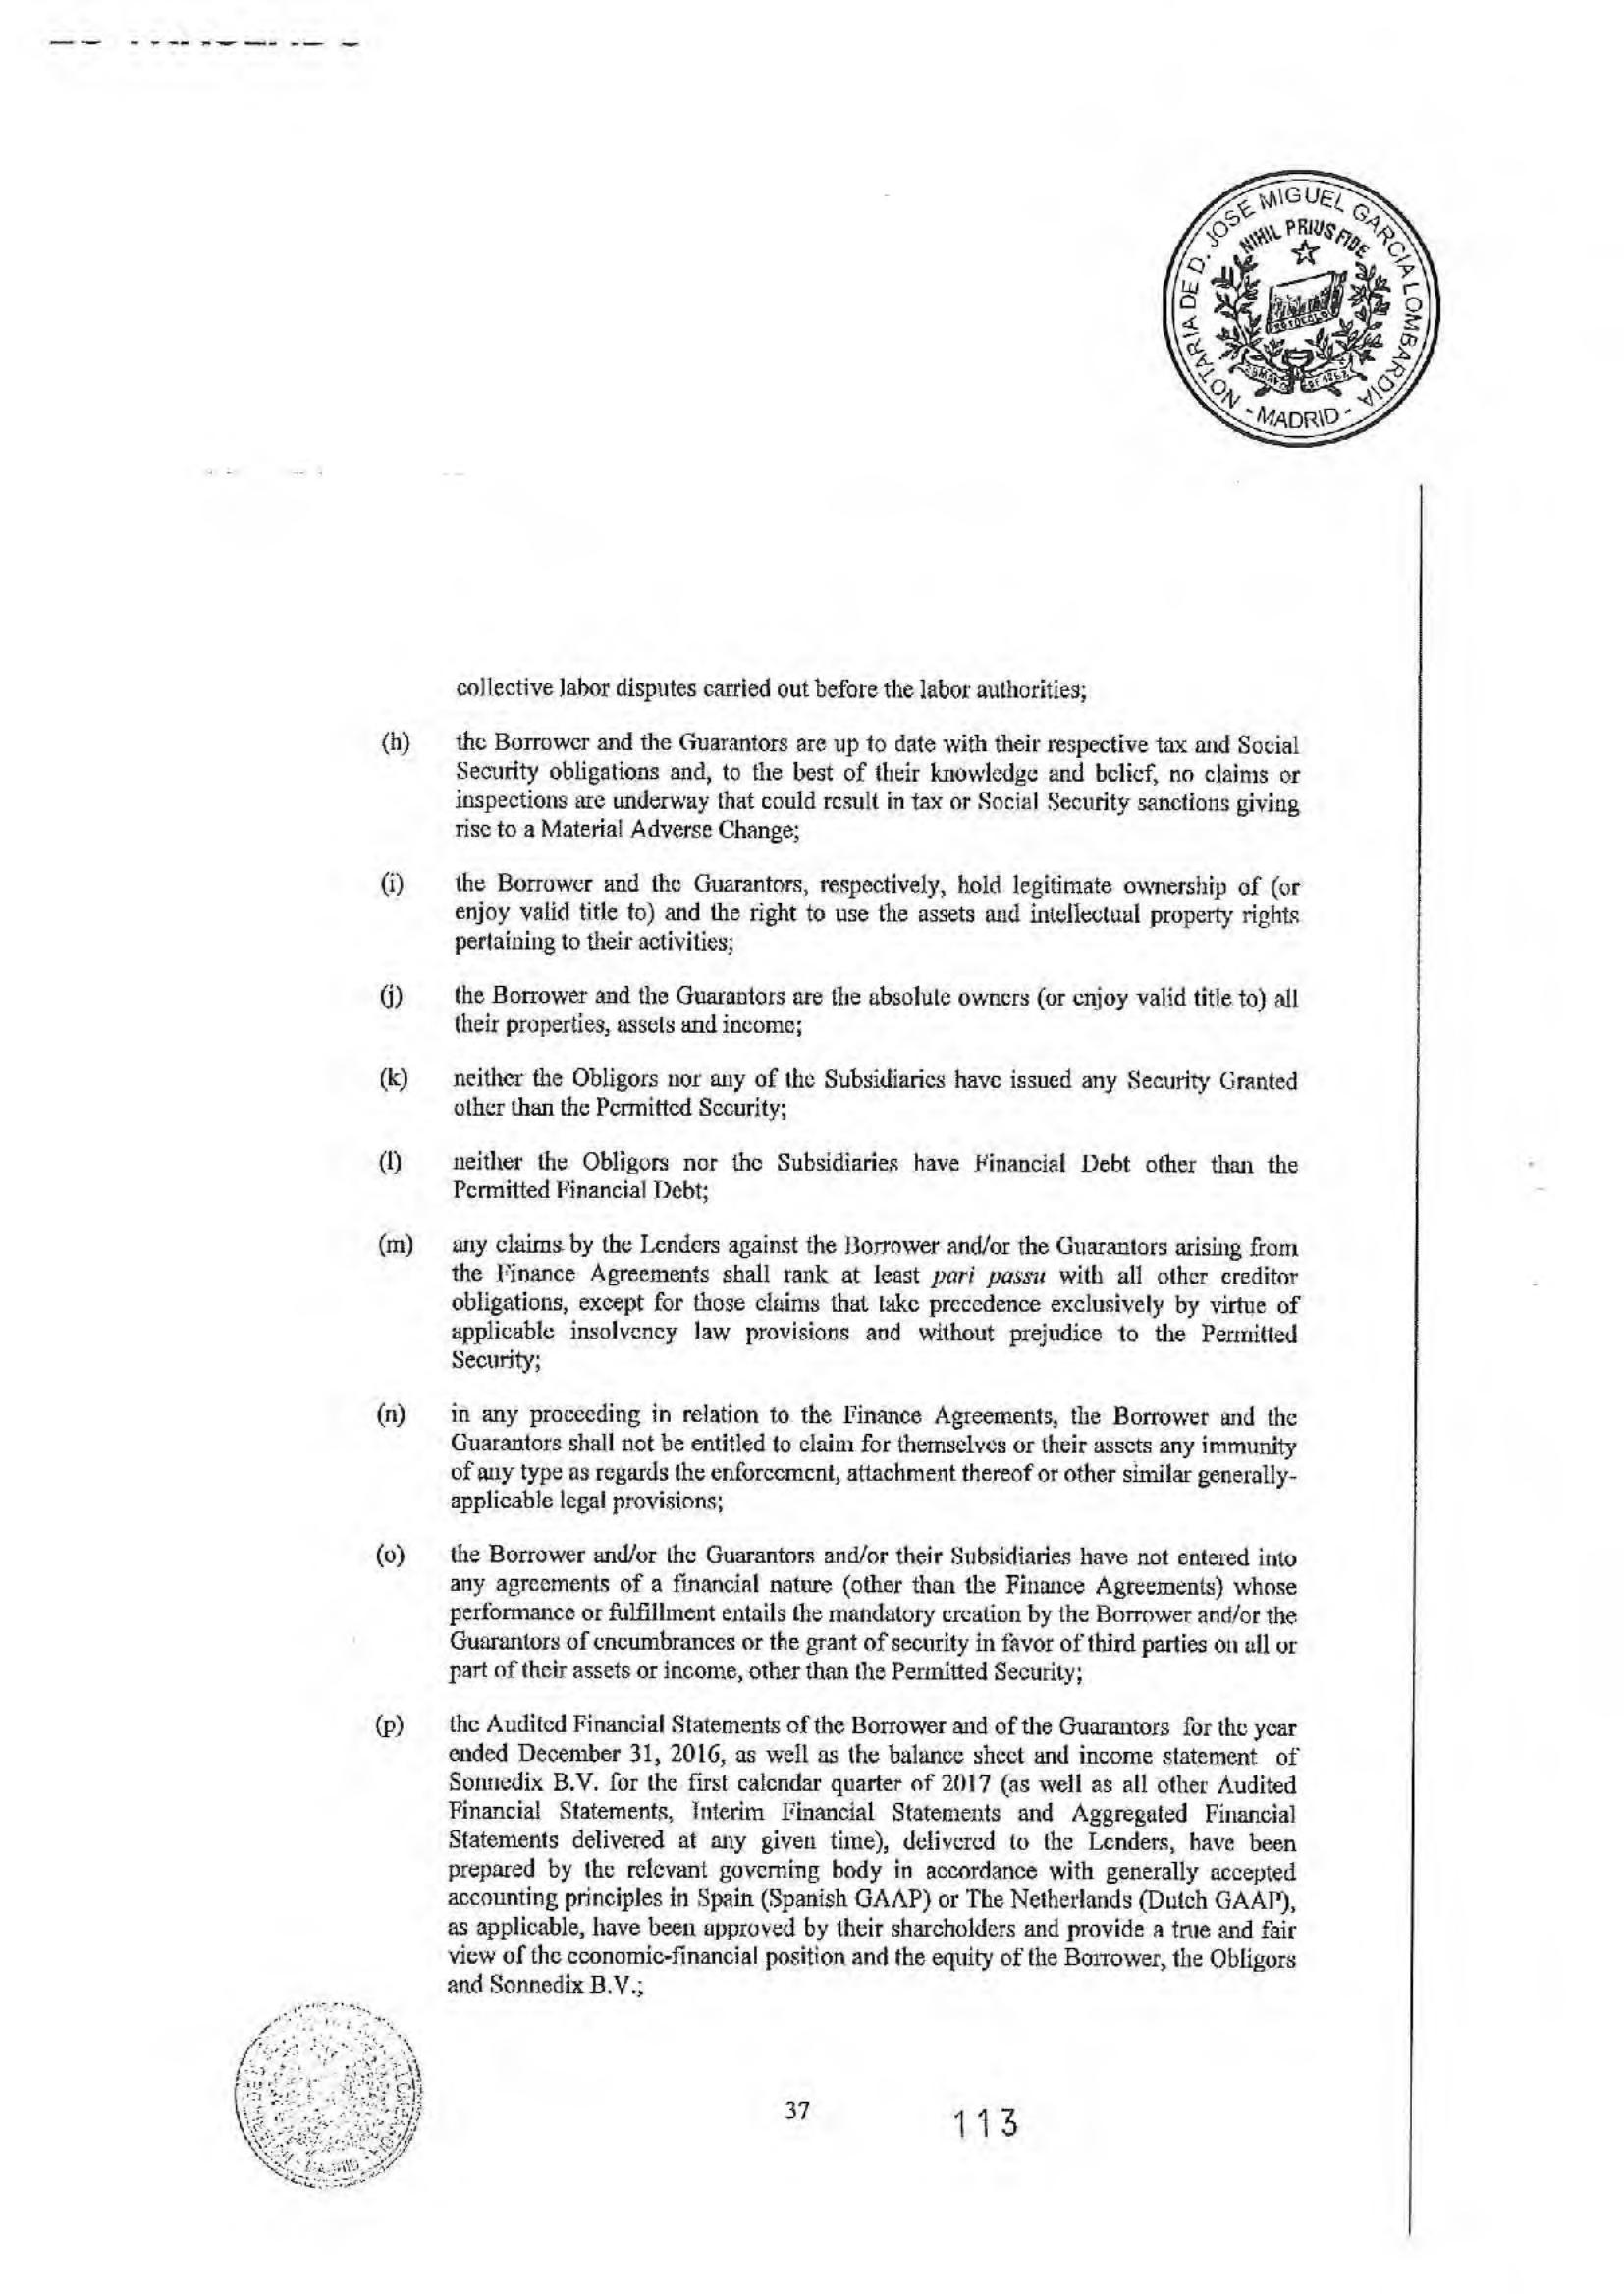 NOTARIA DE D. JOSE MIGUEL GARCIA LOMBARDIA
NIHIL PRIUS FIDE
PROTOCOLO
- MADRID -
collective labor disputes carried out before the labor authorities;
(h) the Borrower and the Guarantors are up to date with their respective tax and Social
Security obligations and, to the best of their knowledge and belief, no claims or
inspections are underway that could result in tax or Social Security sanctions giving
rise to a Material Adverse Change;
(i) the Borrower and the Guarantors, respectively, hold legitimate ownership of (or
enjoy valid title to) and the right to use the assets and intellectual property rights
pertaining to their activities;
(j) the Borrower and the Guarantors are the absolute owners (or enjoy valid title to) all
their properties, assets and income;
(k) neither the Obligors nor any of the Subsidiaries have issued any Security Granted
other than the Permitted Security;
(l) neither the Obligors nor the Subsidiaries have Financial Debt other than the
Permitted Financial Debt;
(m) any claims by the Lenders against the Borrower and/or the Guarantors arising from
the Finance Agreements shall rank at least pari passu with all other creditor
obligations, except for those claims that take precedence exclusively by virtue of
applicable insolvency law provisions and without prejudice to the Permitted
Security;
(n) in any proceeding in relation to the Finance Agreements, the Borrower and the
Guarantors shall not be entitled to claim for themselves or their assets any immunity
of any type as regards the enforcement, attachment thereof or other similar generally-
applicable legal provisions;
(o) the Borrower and/or the Guarantors and/or their Subsidiaries have not entered into
any agreements of a financial nature (other than the Finance Agreements) whose
performance or fulfillment entails the mandatory creation by the Borrower and/or the
Guarantors of encumbrances or the grant of security in favor of third parties on all or
part of their assets or income, other than the Permitted Security;
(p) the Audited Financial Statements of the Borrower and of the Guarantors for the year
ended December 31, 2016, as well as the balance sheet and income statement of
Sonnedix B.V. for the first calendar quarter of 2017 (as well as all other Audited
Financial Statements, Interim Financial Statements and Aggregated Financial
Statements delivered at any given time), delivered to the Lenders, have been
prepared by the relevant governing body in accordance with generally accepted
accounting principles in Spain (Spanish GAAP) or The Netherlands (Dutch GAAP),
as applicable, have been approved by their shareholders and provide a true and fair
view of the economic-financial position and the equity of the Borrower, the Obligors
and Sonnedix B.V.;
37
113